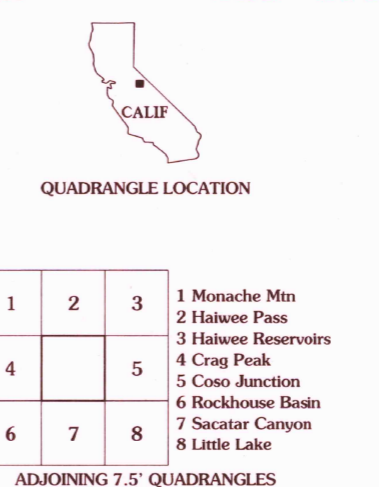 CALIF
QUADRANGLE LOCATION
1 2 3
4 5
6 7 8
1 Monache Mtn
2 Haiwee Pass
3 Haiwee Reservoirs
4 Crag Peak
5 Coso Junction
6 Rockhouse Basin
7 Sacatar Canyon
8 Little Lake
ADJOINING 7.5' QUADRANGLES